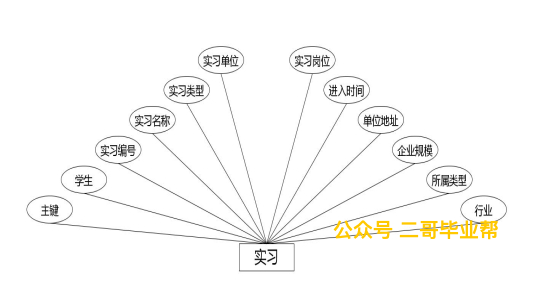 实习单位
实习岗位
实习类型
进入时间
实习名称
单位地址
实习编号
企业规模
学生
所属类型
主键
行业
公众号 二哥毕业帮
实习